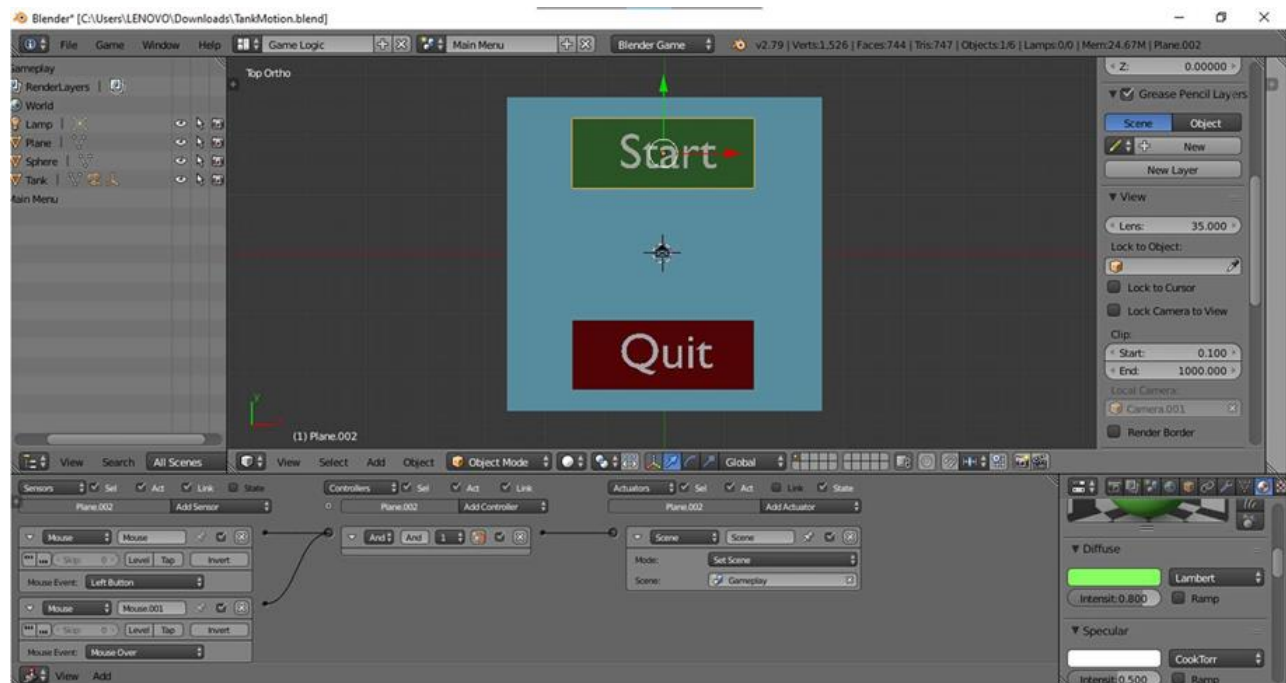 Blender* [C:\Users\LENOVO\Downloads\TankMotion.blend]
File Game Window Help Game Logic Main Menu Blender Game v2.79 | Verts:1,526 | Faces:744 | Tris:747 | Objects:1/6 | Lamps:0/0 | Mem:24.67M | Plane.002
Gameplay
RenderLayers
World
Lamp
Plane
Sphere
Tank
Main Menu
View Search All Scenes
Top Ortho
Start
Quit
y
(1) Plane.002
View Select Add Object Object Mode Global
Z: 0.00000
Grease Pencil Layers
Scene Object
New
New Layer
View
Lens: 35.000
Lock to Object:
Lock to Cursor
Lock Camera to View
Clip:
Start: 0.100
End: 1000.000
Local Camera:
Camera.001
Render Border
Sensors Sel Act Link State
Plane.002 Add Sensor
Mouse Mouse
Skip 0 Level Tap Invert
Mouse Event: Left Button
Mouse Mouse.001
Skip 0 Level Tap Invert
Mouse Event: Mouse Over
View Add
Controllers Sel Act Link
Plane.002 Add Controller
And And 1
Actuators Sel Act Link State
Plane.002 Add Actuator
Scene Scene
Mode: Set Scene
Scene: Gameplay
Diffuse
Lambert
Intensit:0.800 Ramp
Specular
CookTorr
Intensit:0.500 Ramp